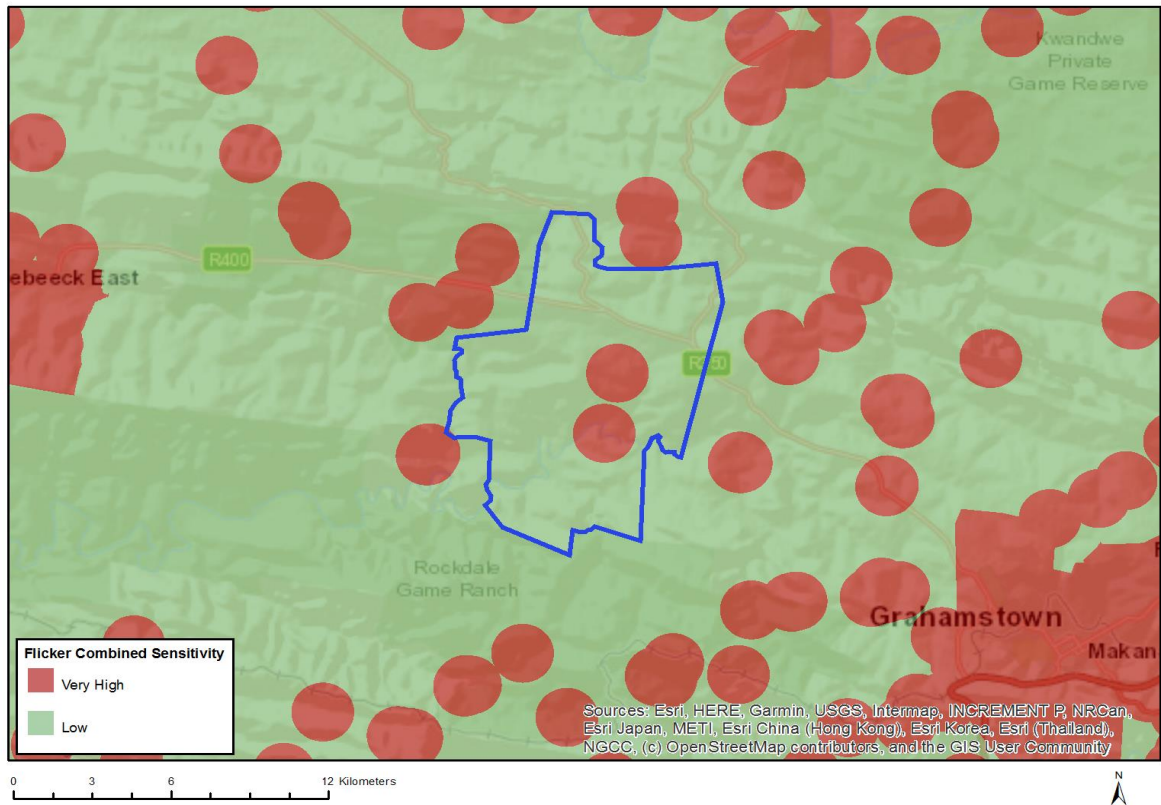 Kwandwe
Private
Game Reserve
R400
ebeeck East
Rockdale
Game Ranch
Grahamstown
Makan
Flicker Combined Sensitivity
Very High
Low
Sources: Esri, HERE, Garmin, USGS, Intermap, INCREMENT P, NRCan,
Esri Japan, METI, Esri China (Hong Kong), Esri Korea, Esri (Thailand),
NGCC, (c) OpenStreetMap contributors, and the GIS User Community
0 3 6 12 Kilometers
N